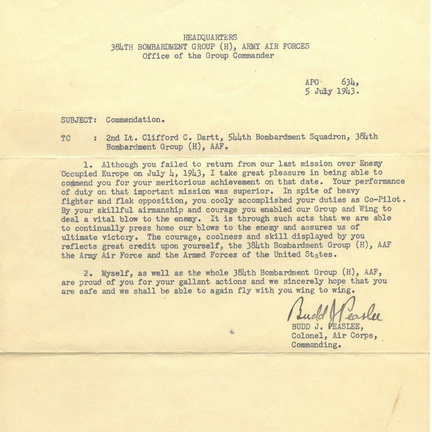 HEADQUARTERS
384TH BOMBARDMENT GROUP (H), ARMY AIR FORCES
Office of the Group Commander
APO 634,
5 July 1943.
SUBJECT: Commendation.
TO : 2nd Lt. Clifford C. Dartt, 544th Bombardment Squadron, 384th
Bombardment Group (H), AAF.
1. Although you failed to return from our last mission over Enemy
Occupied Europe on July 4, 1943, I take great pleasure in being able to
commend you for your meritorious achievement on that date. Your performance
of duty on that important mission was superior. In spite of heavy
fighter and flak opposition, you cooly accomplished your duties as Co-Pilot.
By your skillful airmanship and courage you enabled our Group and Wing to
deal a vital blow to the enemy. It is through such acts that we are able
to continually press home our blows to the enemy and assures us of
ultimate victory. The courage, coolness and skill displayed by you
reflects great credit upon yourself, the 384th Bombardment Group (H), AAF
the Army Air Force and the Armed Forces of the United States.
2. Myself, as well as the whole 384th Bombardment Group (H), AAF,
are proud of you for your gallant actions and we sincerely hope that you
are safe and we shall be able to again fly with you wing to wing.
Budd J Peaslee
BUDD J. PEASLEE,
Colonel, Air Corps,
Commanding.